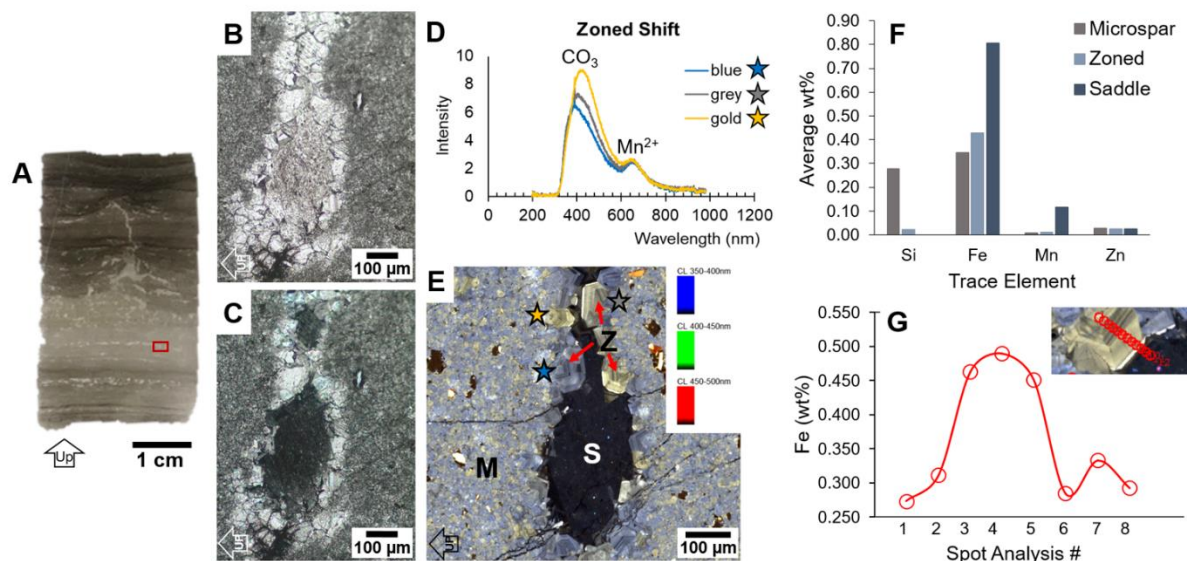 A
Up
1 cm
B
UP
100 µm
C
UP
100 µm
D
Zoned Shift
10
8
6
4
2
0
Intensity
CO3
Mn2+
blue
grey
gold
0 200 400 600 800 1000 1200
Wavelength (nm)
E
CL 350-400nm
CL 400-450nm
CL 450-500nm
Z
M
S
UP
100 µm
F
Microspar
Zoned
Saddle
0.90
0.80
0.70
0.60
0.50
0.40
0.30
0.20
0.10
0.00
Average wt%
Si Fe Mn Zn
Trace Element
G
0.550
0.500
0.450
0.400
0.350
0.300
0.250
Fe (wt%)
1 2 3 4 5 6 7 8
Spot Analysis #